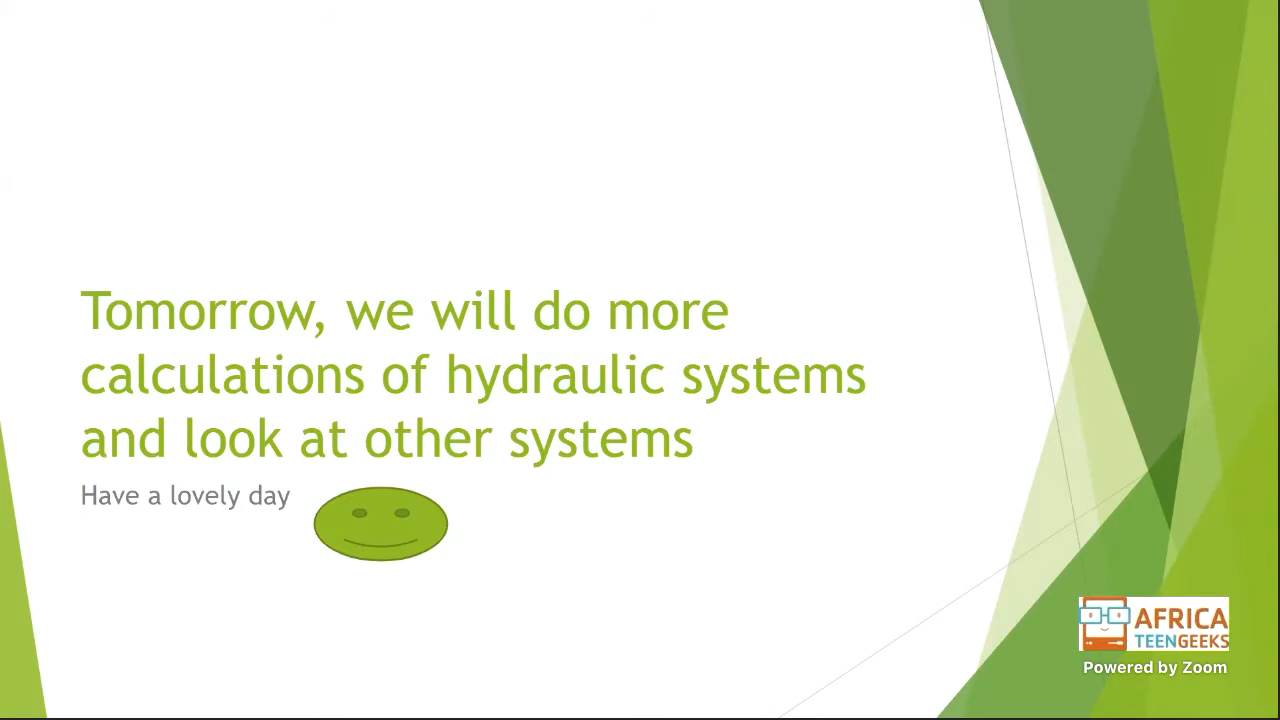 Tomorrow, we will do more
calculations of hydraulic systems
and look at other systems
Have a lovely day
AFRICA
TEENGEEKS
Powered by Zoom